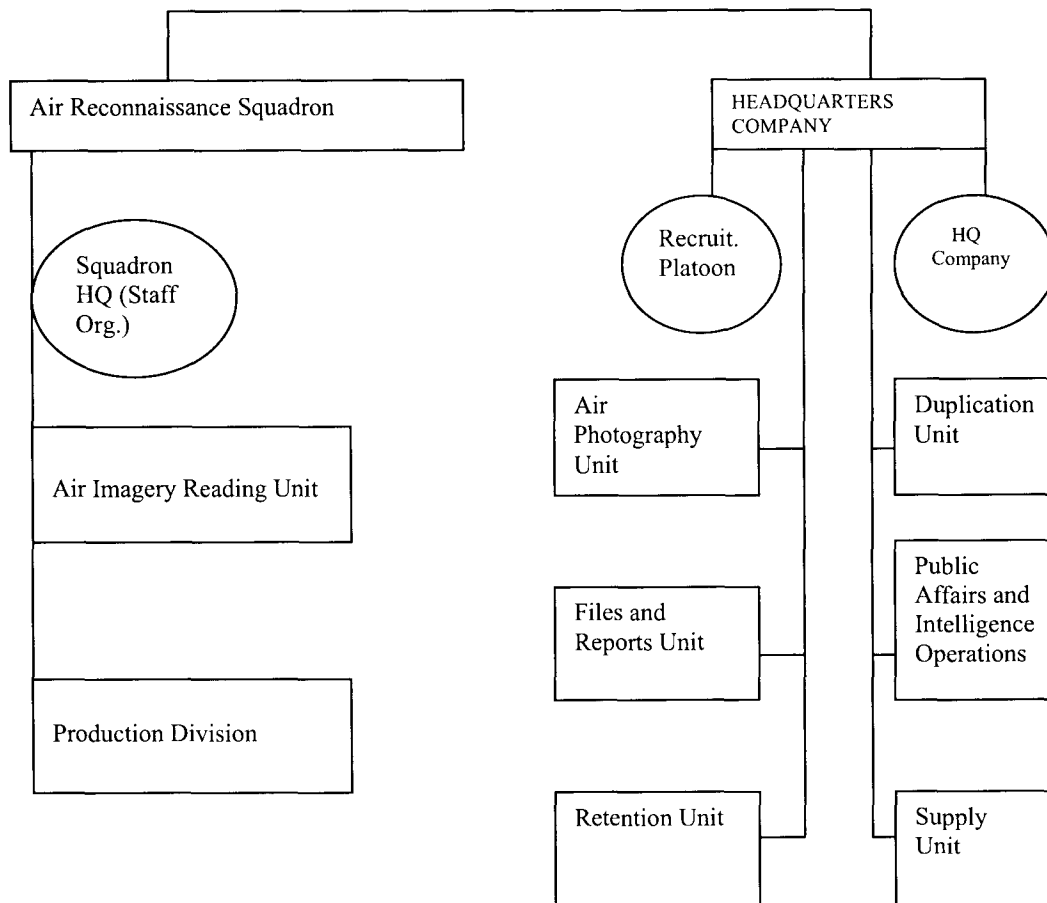 Air Reconnaissance Squadron
HEADQUARTERS
COMPANY
Squadron
HQ (Staff
Org.)
Recruit.
Platoon
HQ
Company
Air Imagery Reading Unit
Air
Photography
Unit
Duplication
Unit
Files and
Reports Unit
Public
Affairs and
Intelligence
Operations
Production Division
Retention Unit
Supply
Unit